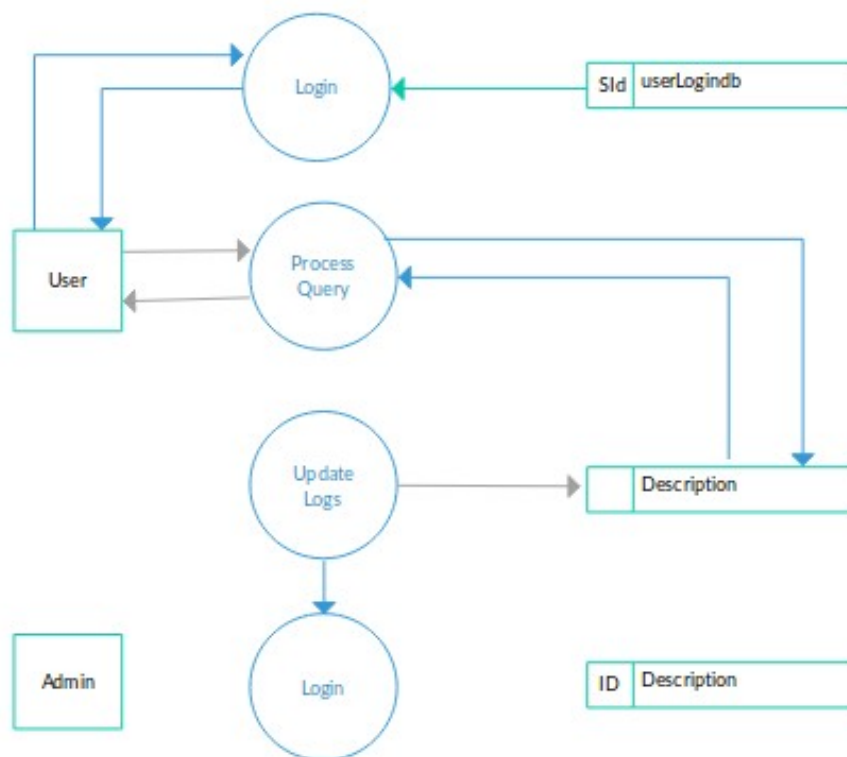 Login
SId
userLogindb
User
Process
Query
Update
Logs
Description
Admin
Login
ID
Description